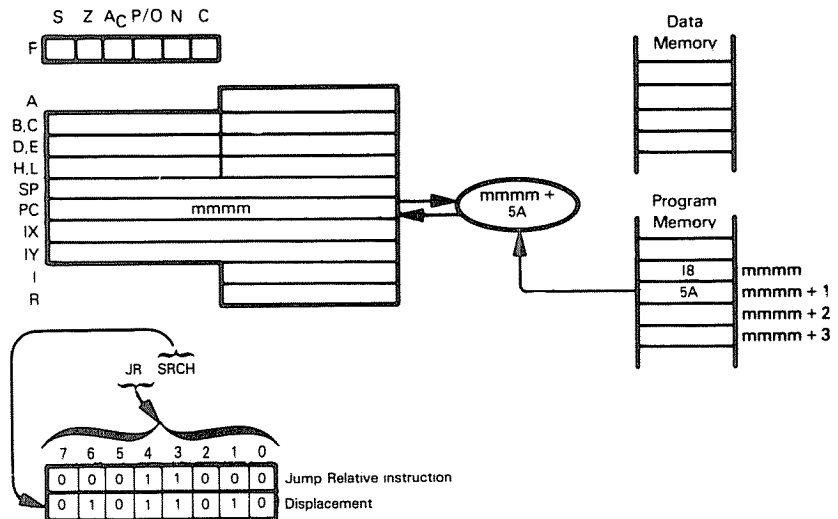 S Z AC P/O N C
F
Data
Memory
A
B,C
D,E
H,L
SP
PC mmmm
IX
IY
I
R
mmmm +
5A
Program
Memory
18 mmmm
5A mmmm + 1
mmmm + 2
mmmm + 3
JR SRCH
7 6 5 4 3 2 1 0
0 0 0 1 1 0 0 0 Jump Relative instruction
0 1 0 1 1 0 1 0 Displacement